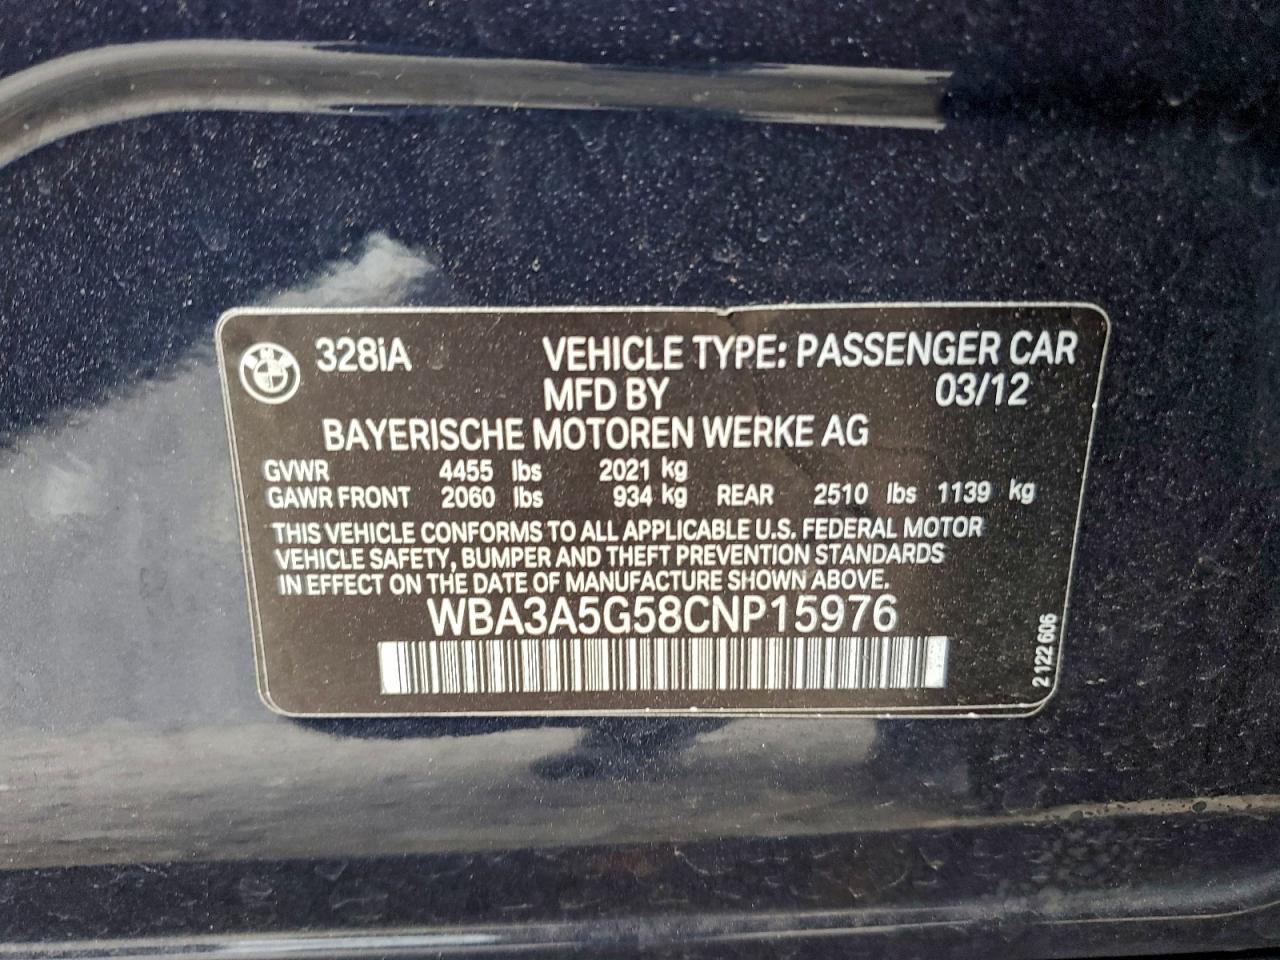 328iA VEHICLE TYPE: PASSENGER CAR
MFD BY 03/12
BAYERISCHE MOTOREN WERKE AG
GVWR 4455 lbs 2021 kg
GAWR FRONT 2060 lbs 934 kg REAR 2510 lbs 1139 kg
THIS VEHICLE CONFORMS TO ALL APPLICABLE U.S. FEDERAL MOTOR
VEHICLE SAFETY, BUMPER AND THEFT PREVENTION STANDARDS
IN EFFECT ON THE DATE OF MANUFACTURE SHOWN ABOVE.
WBA3A5G58CNP15976
2 122 606